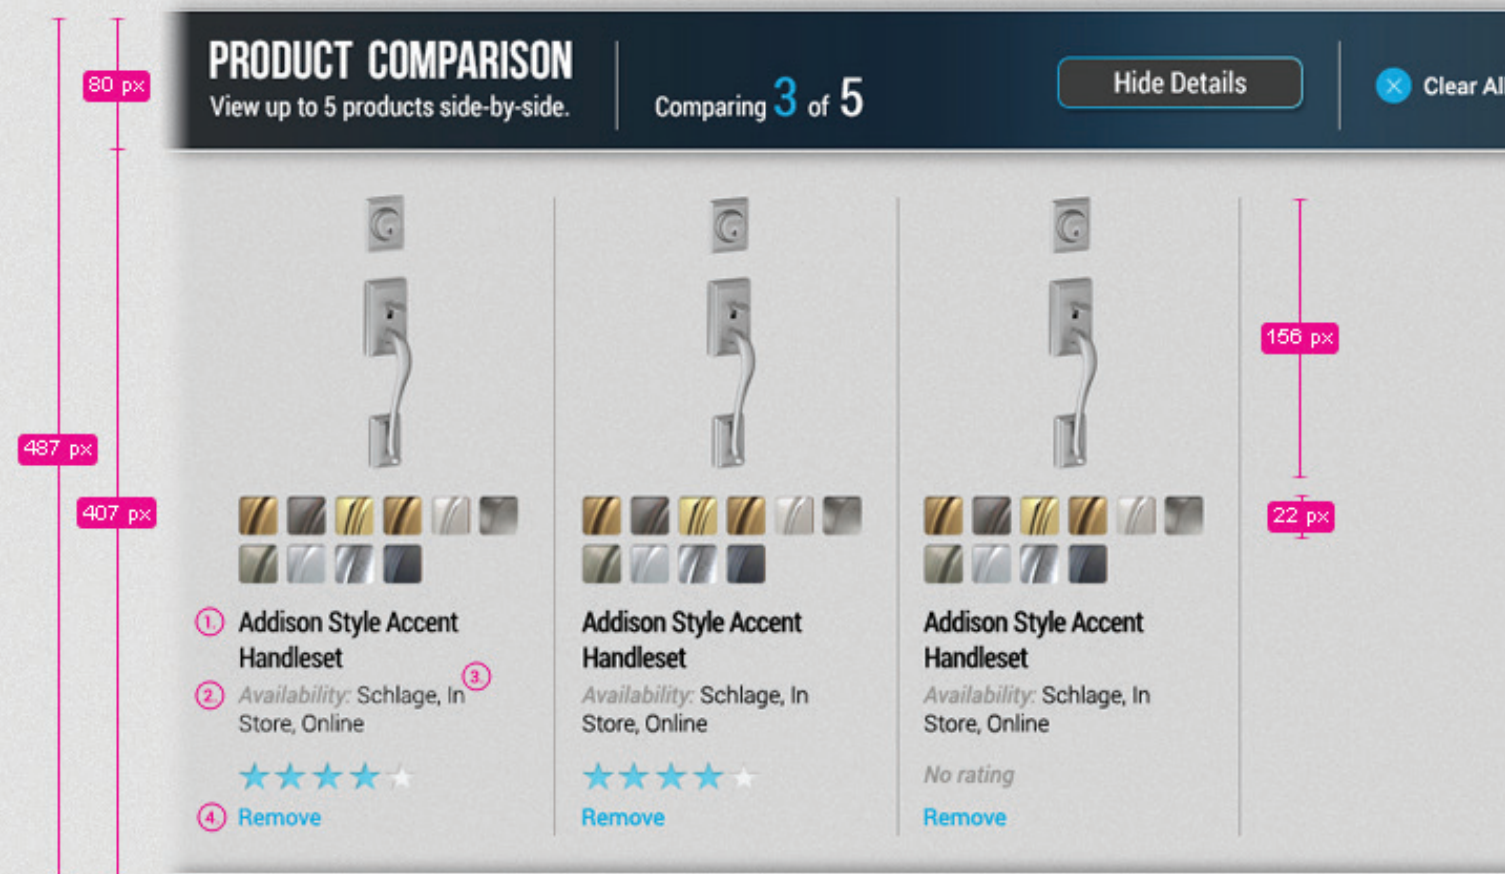 80 px
PRODUCT COMPARISON
View up to 5 products side-by-side.
Comparing 3 of 5
Hide Details
Clear All
156 px
487 px
407 px
22 px
1. Addison Style Accent
Handleset
3.
2. Availability: Schlage, In
Store, Online
4. Remove
Addison Style Accent
Handleset
Availability: Schlage, In
Store, Online
Remove
Addison Style Accent
Handleset
Availability: Schlage, In
Store, Online
No rating
Remove